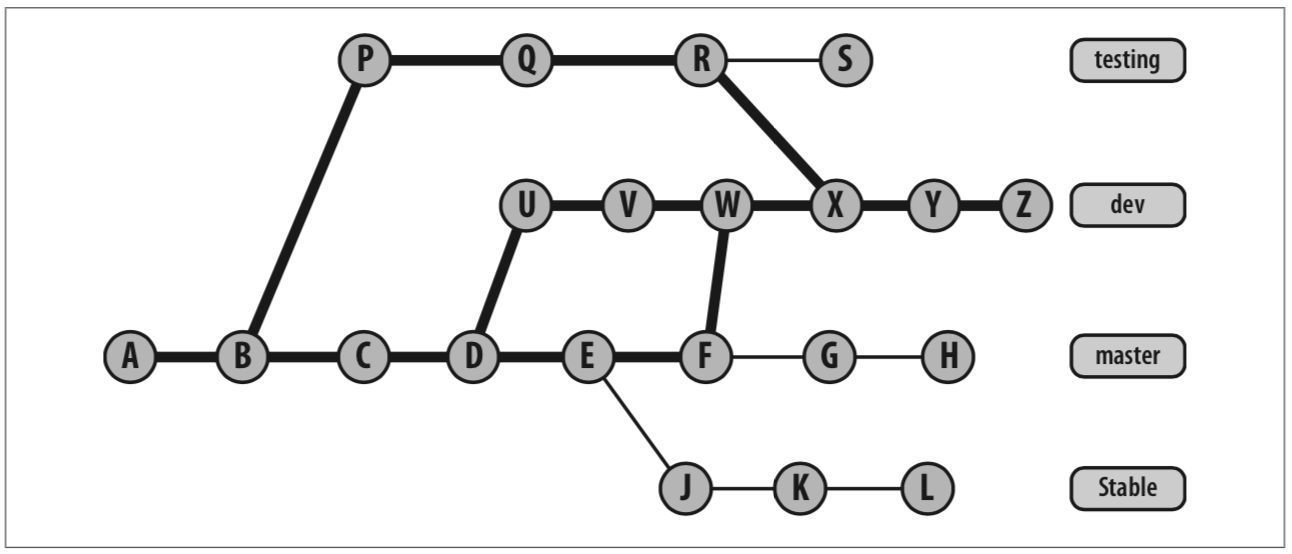 P Q R S testing
U V W X Y Z dev
A B C D E F G H master
J K L Stable